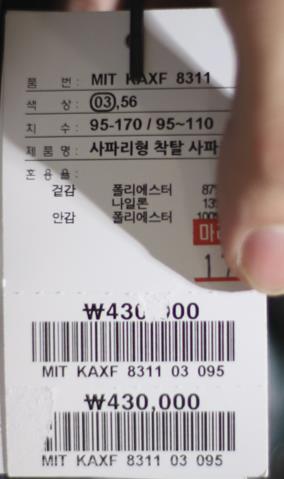 품 번: MIT KAXF 8311
색 상: 03,56
치 수: 95-170 / 95~110
제 품 명: 사파리형 착탈 사파
혼 용 율:
겉감 폴리에스터 87%
나일론 13%
안감 폴리에스터 100%
17
₩430,000
MIT KAXF 8311 03 095
₩430,000
MIT KAXF 8311 03 095